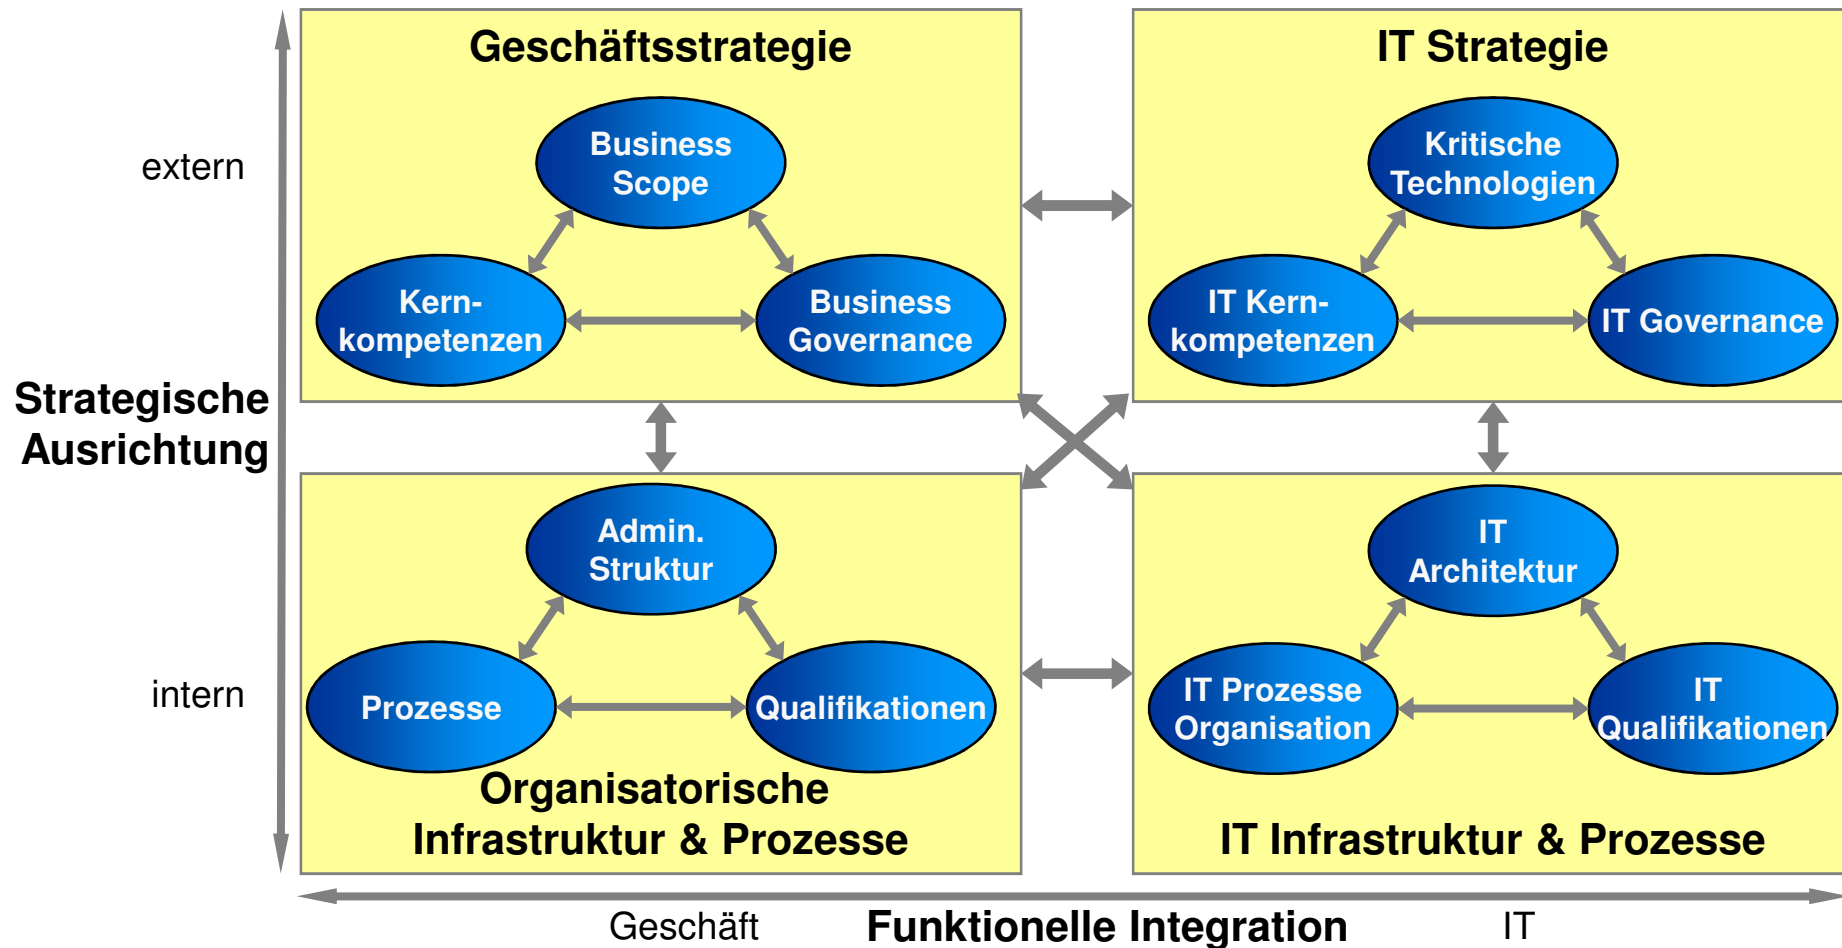 Geschäftsstrategie
IT Strategie
Business
Scope
Kritische
Technologien
extern
Kern-
kompetenzen
Business
Governance
IT Kern-
kompetenzen
IT Governance
Strategische
Ausrichtung
Admin.
Struktur
IT
Architektur
intern
Prozesse
Qualifikationen
IT Prozesse
Organisation
IT
Qualifikationen
Organisatorische
Infrastruktur & Prozesse
IT Infrastruktur & Prozesse
Geschäft
Funktionelle Integration
IT